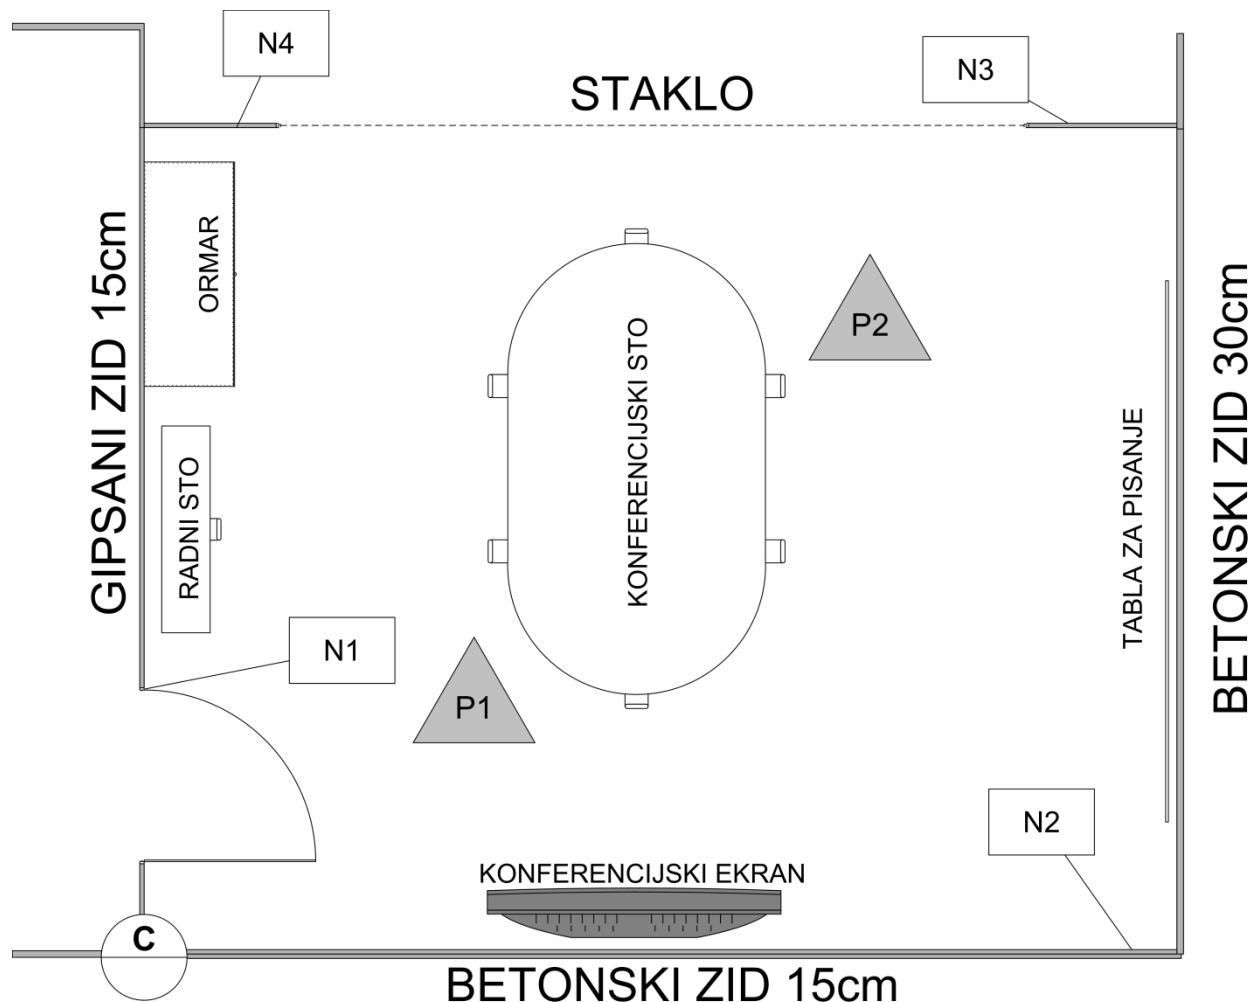 N4
N3
STAKLO
ORMAR
GIPSANI ZID 15cm
P2
KONFERENCIJSKI STO
BETONSKI ZID 30cm
TABLA ZA PISANJE
RADNI STO
N1
P1
N2
KONFERENCIJSKI EKRAN
C
BETONSKI ZID 15cm